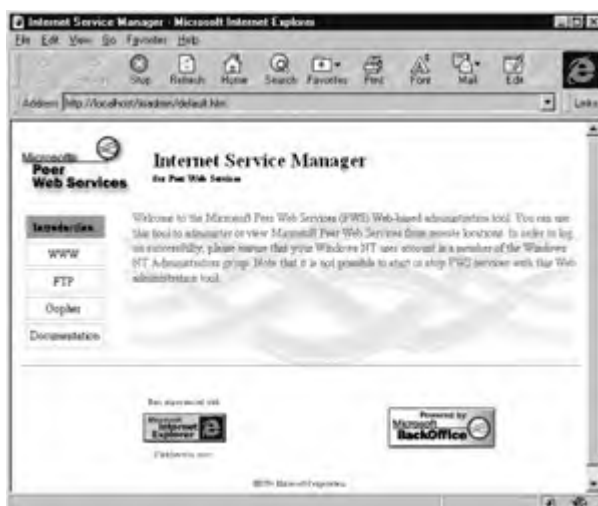 Internet Service Manager - Microsoft Internet Explorer
File Edit View Go Favorites Help
Stop Refresh Home Search Favorites Print Font Mail Edit
Address http://localhost/iisadmin/default.htm Links
Microsoft
Peer
Web Services
Internet Service Manager
for Peer Web Services
Introduction
WWW
FTP
Gopher
Documentation
Welcome to the Microsoft Peer Web Services (PWS) Web-based administration tool. You can use
this tool to administer or view Microsoft Peer Web Services from remote locations. In order to log
on successfully, please ensure that your Windows NT user account is a member of the Windows
NT Administrators group. Note that it is not possible to start or stop PWS services with this Web
administration tool.
Best experienced with
Microsoft
Internet
Explorer
Powered by
Microsoft
BackOffice
Microsoft Corporation